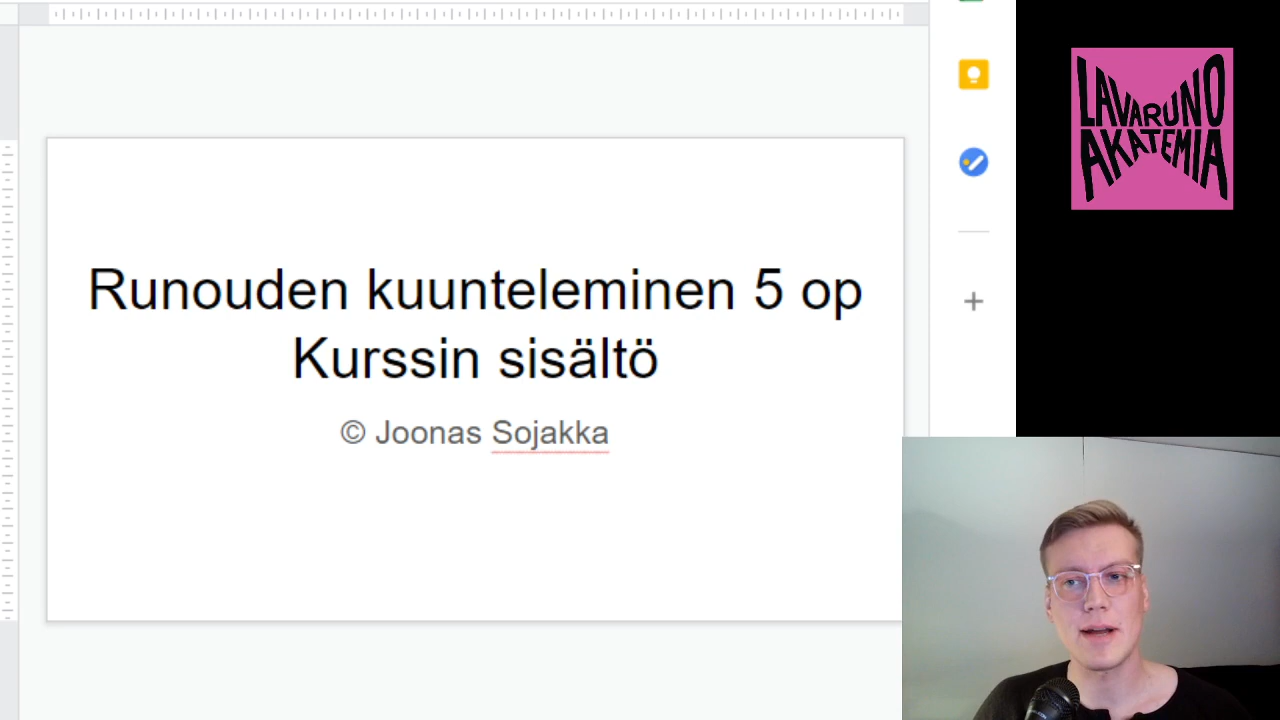 Runouden kuunteleminen 5 op
Kurssin sisältö
© Joonas Sojakka
LAVARUNO
AKATEMIA